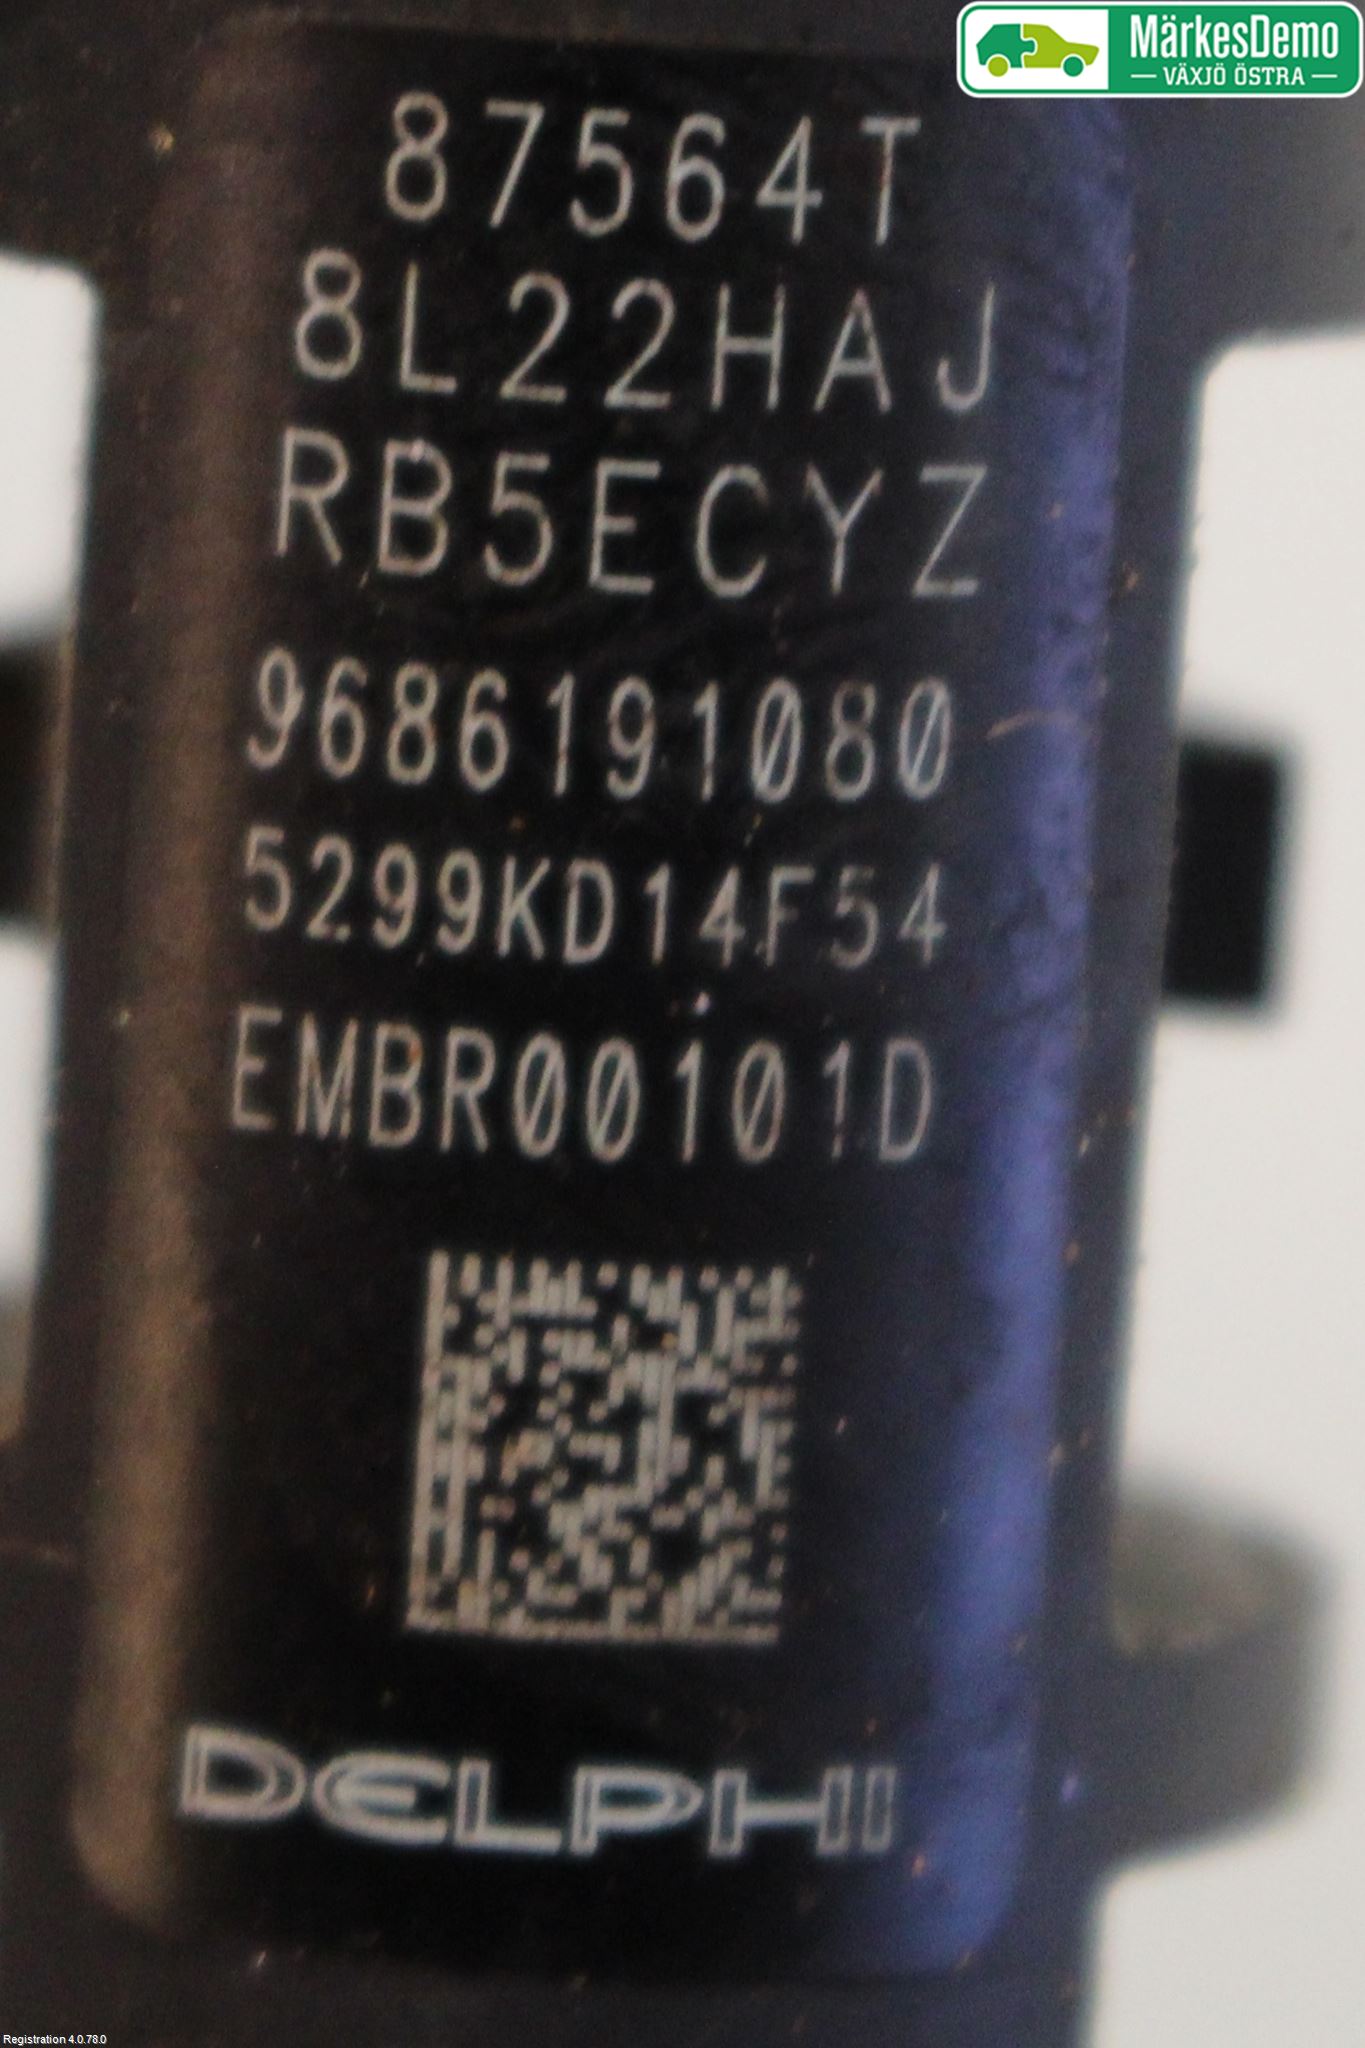 MärkesDemo
VÄXJÖ ÖSTRA
87564T
8L22HAJ
RB5ECYZ
9686191080
5299KD14F54
EMBR00101D
DELPHI
Registration 4.0.78.0